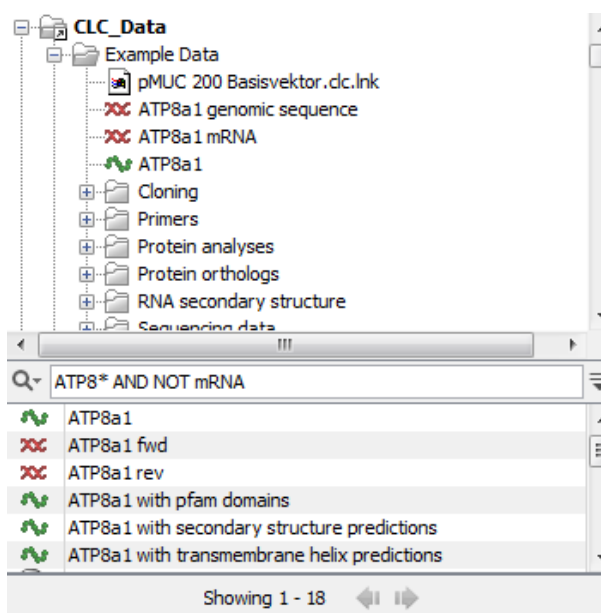 CLC_Data
Example Data
pMUC 200 Basisvektor.clc.lnk
ATP8a1 genomic sequence
ATP8a1 mRNA
ATP8a1
Cloning
Primers
Protein analyses
Protein orthologs
RNA secondary structure
Sequencing data
ATP8* AND NOT mRNA
ATP8a1
ATP8a1 fwd
ATP8a1 rev
ATP8a1 with pfam domains
ATP8a1 with secondary structure predictions
ATP8a1 with transmembrane helix predictions
Showing 1 - 18